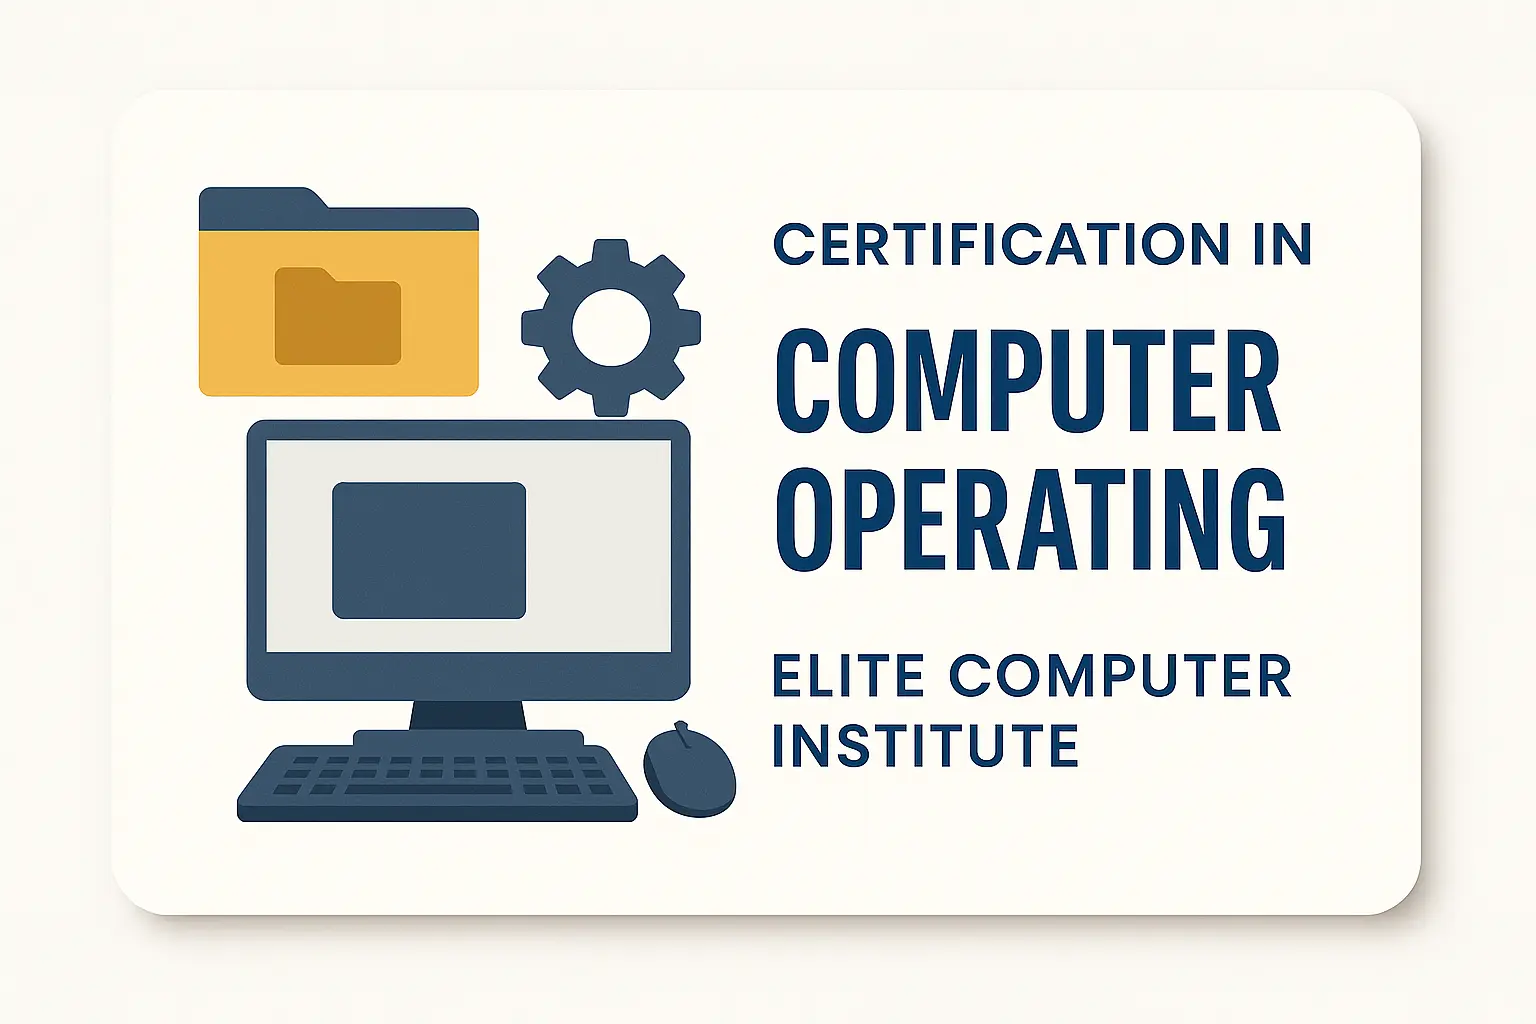 CERTIFICATION IN
COMPUTER
OPERATING
ELITE COMPUTER
INSTITUTE